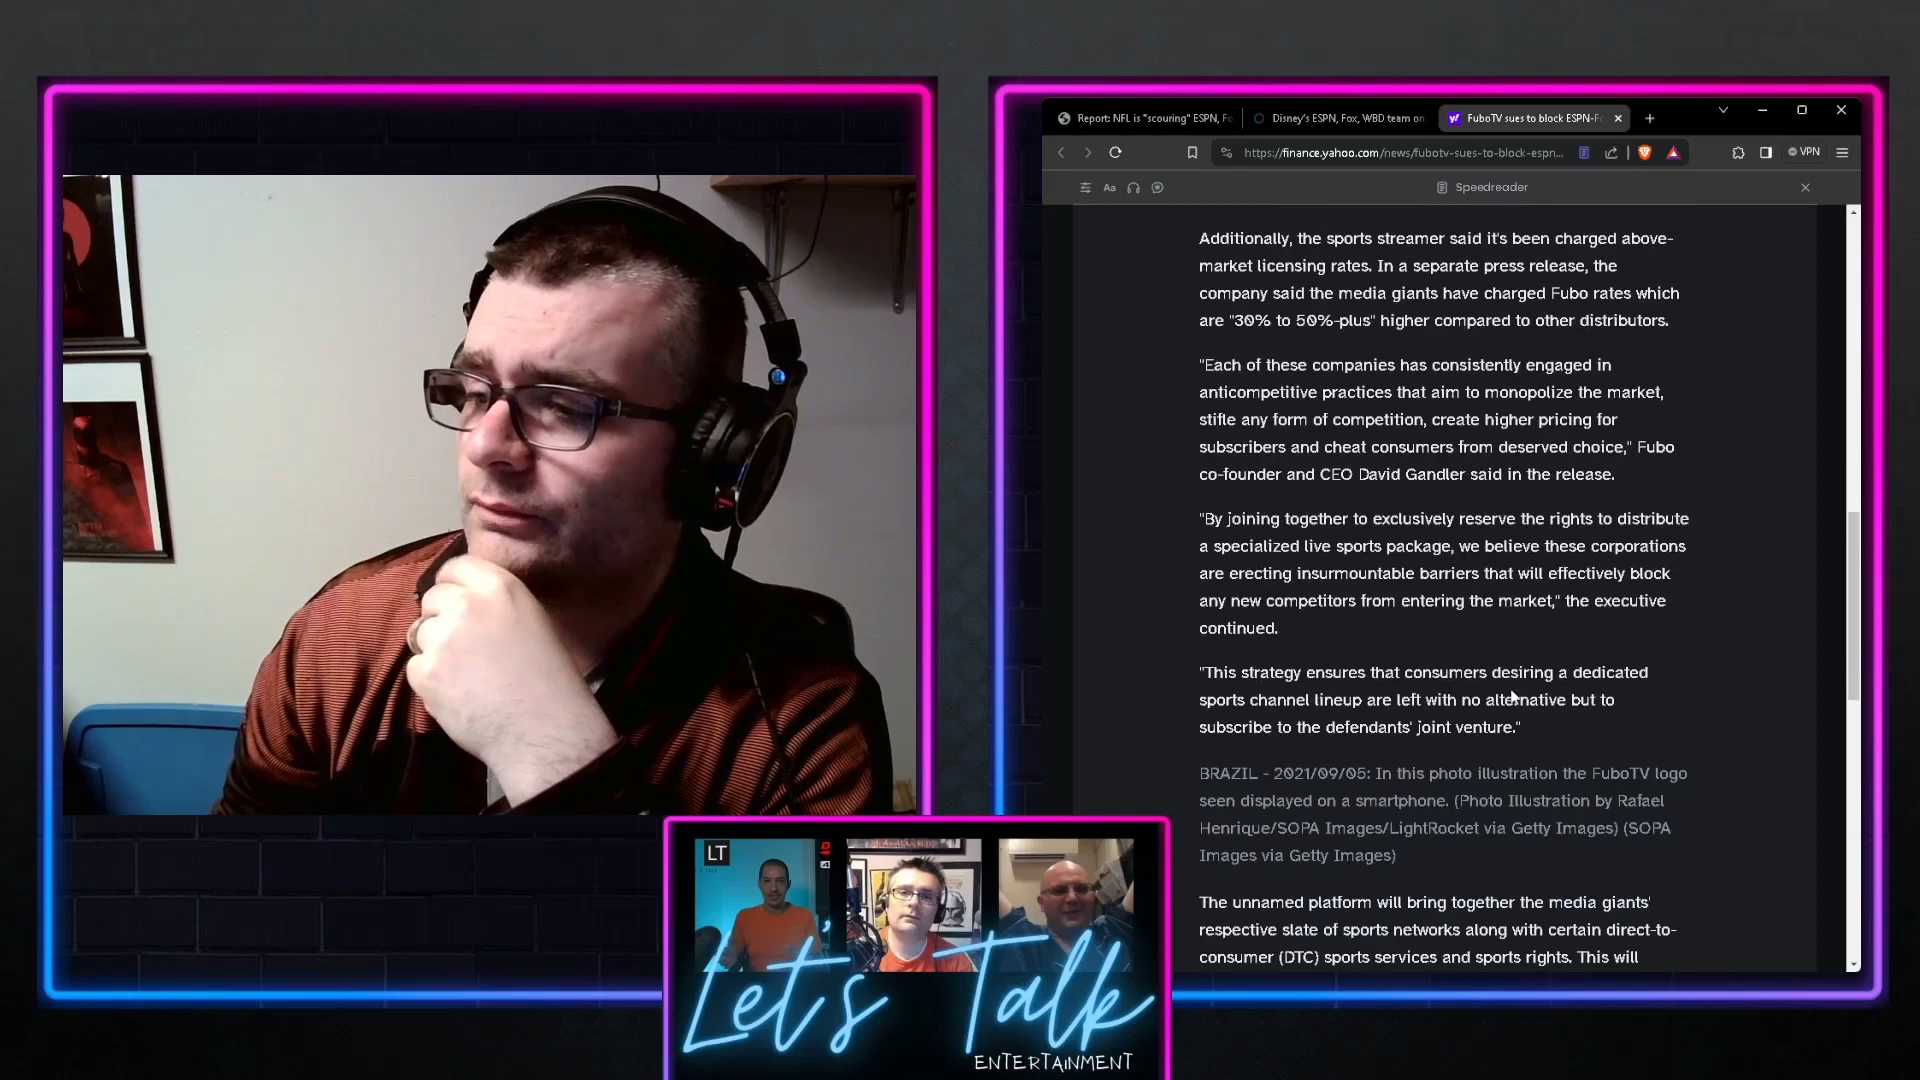 Report: NFL is "scouring" ESPN, Fo
Disney's ESPN, Fox, WBD team on
FuboTV sues to block ESPN-Fo
https://finance.yahoo.com/news/fubotv-sues-to-block-espn...
VPN
Aa
Speedreader
Additionally, the sports streamer said it's been charged above-
market licensing rates. In a separate press release, the
company said the media giants have charged Fubo rates which
are "30% to 50%-plus" higher compared to other distributors.
"Each of these companies has consistently engaged in
anticompetitive practices that aim to monopolize the market,
stifle any form of competition, create higher pricing for
subscribers and cheat consumers from deserved choice," Fubo
co-founder and CEO David Gandler said in the release.
"By joining together to exclusively reserve the rights to distribute
a specialized live sports package, we believe these corporations
are erecting insurmountable barriers that will effectively block
any new competitors from entering the market," the executive
continued.
"This strategy ensures that consumers desiring a dedicated
sports channel lineup are left with no alternative but to
subscribe to the defendants' joint venture."
BRAZIL - 2021/09/05: In this photo illustration the FuboTV logo
seen displayed on a smartphone. (Photo Illustration by Rafael
Henrique/SOPA Images/LightRocket via Getty Images) (SOPA
Images via Getty Images)
The unnamed platform will bring together the media giants'
respective slate of sports networks along with certain direct-to-
consumer (DTC) sports services and sports rights. This will
LT
Let's Talk
ENTERTAINMENT